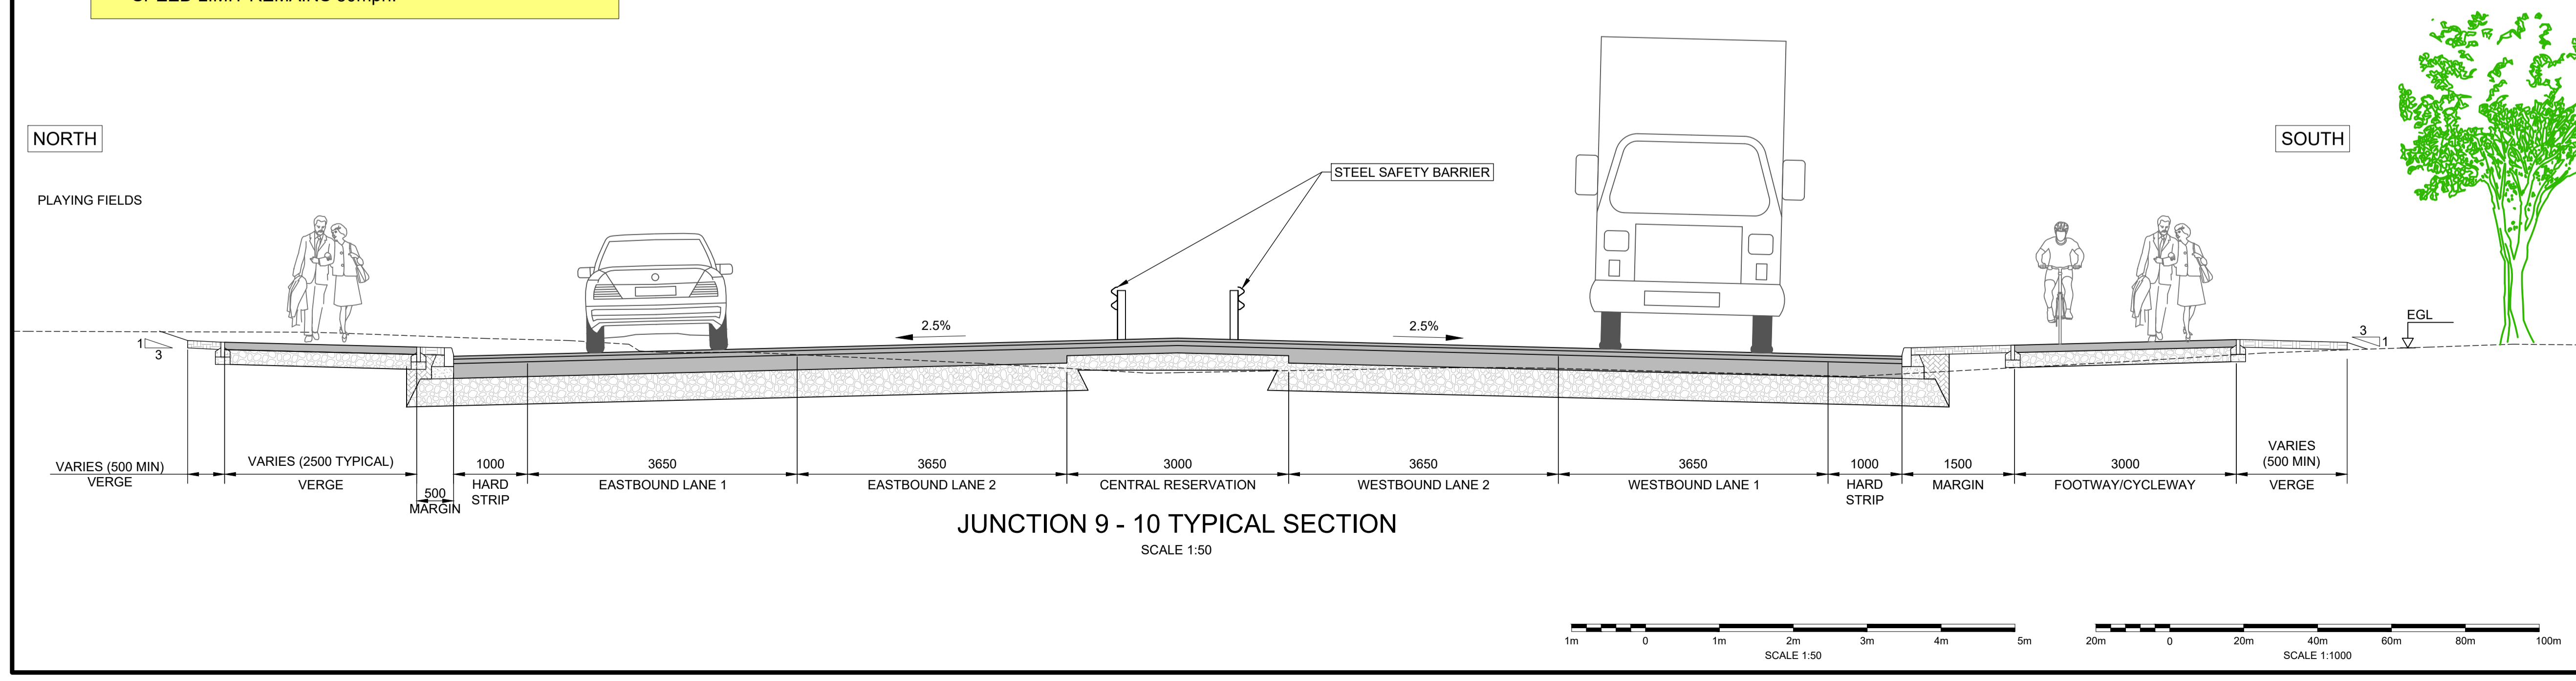 NORTH
SOUTH
STEEL SAFETY BARRIER
PLAYING FIELDS
EGL
2.5%
2.5%
1
3
3
1
VARIES (500 MIN)
VERGE
VARIES (2500 TYPICAL)
VERGE
500
MARGIN
1000
HARD
STRIP
3650
EASTBOUND LANE 1
3650
EASTBOUND LANE 2
3000
CENTRAL RESERVATION
3650
WESTBOUND LANE 2
3650
WESTBOUND LANE 1
1000
HARD
STRIP
1500
MARGIN
3000
FOOTWAY/CYCLEWAY
VARIES
(500 MIN)
VERGE
JUNCTION 9 - 10 TYPICAL SECTION
SCALE 1:50
1m 0 1m 2m 3m 4m 5m
SCALE 1:50
20m 0 20m 40m 60m 80m 100m
SCALE 1:1000